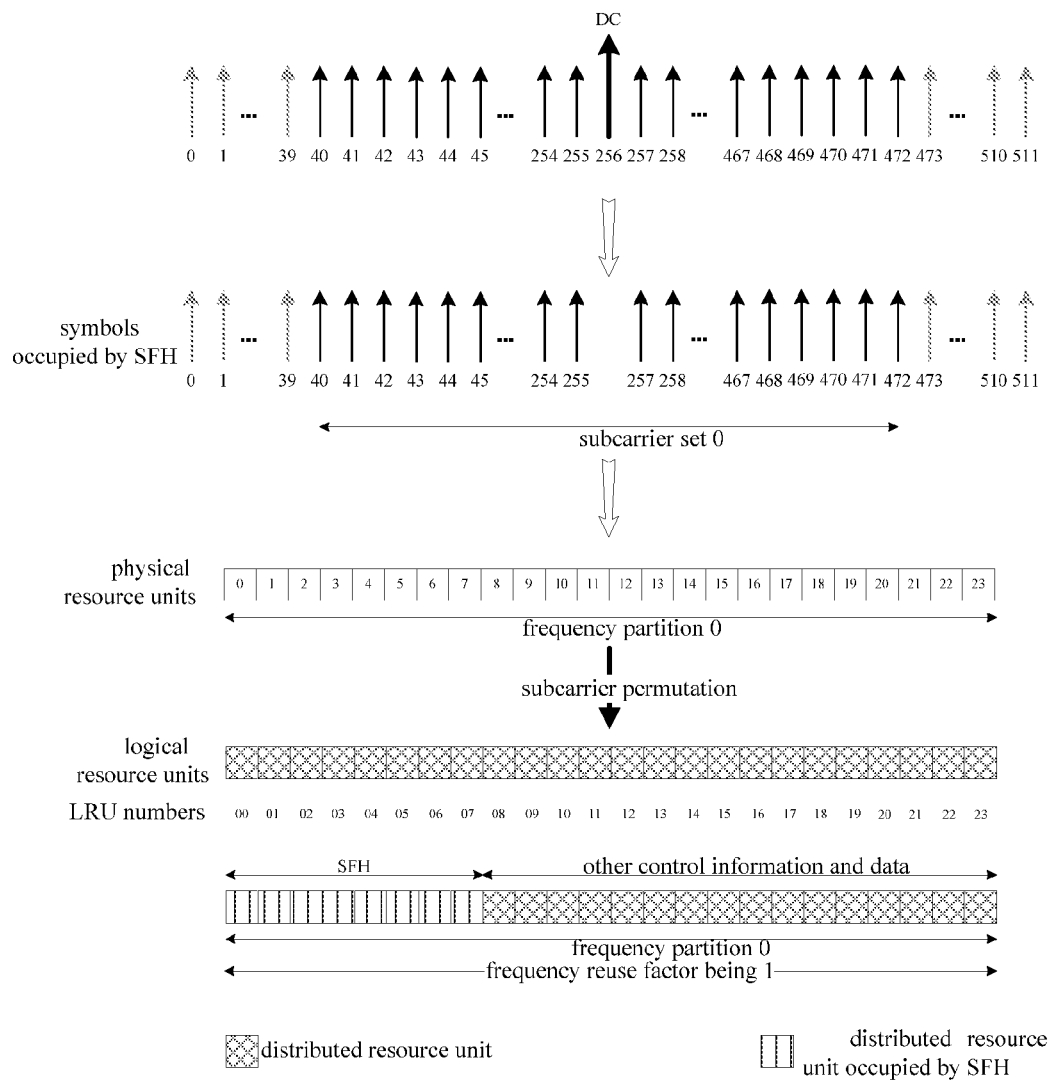 DC
0 1 ... 39 40 41 42 43 44 45 ... 254 255 256 257 258 ... 467 468 469 470 471 472 473 ... 510 511
symbols
occupied by SFH
0 1 ... 39 40 41 42 43 44 45 ... 254 255 257 258 ... 467 468 469 470 471 472 473 ... 510 511
subcarrier set 0
physical
resource units
0 1 2 3 4 5 6 7 8 9 10 11 12 13 14 15 16 17 18 19 20 21 22 23
frequency partition 0
subcarrier permutation
logical
resource units
LRU numbers
00 01 02 03 04 05 06 07 08 09 10 11 12 13 14 15 16 17 18 19 20 21 22 23
SFH other control information and data
frequency partition 0
frequency reuse factor being 1
distributed resource unit
distributed resource
unit occupied by SFH